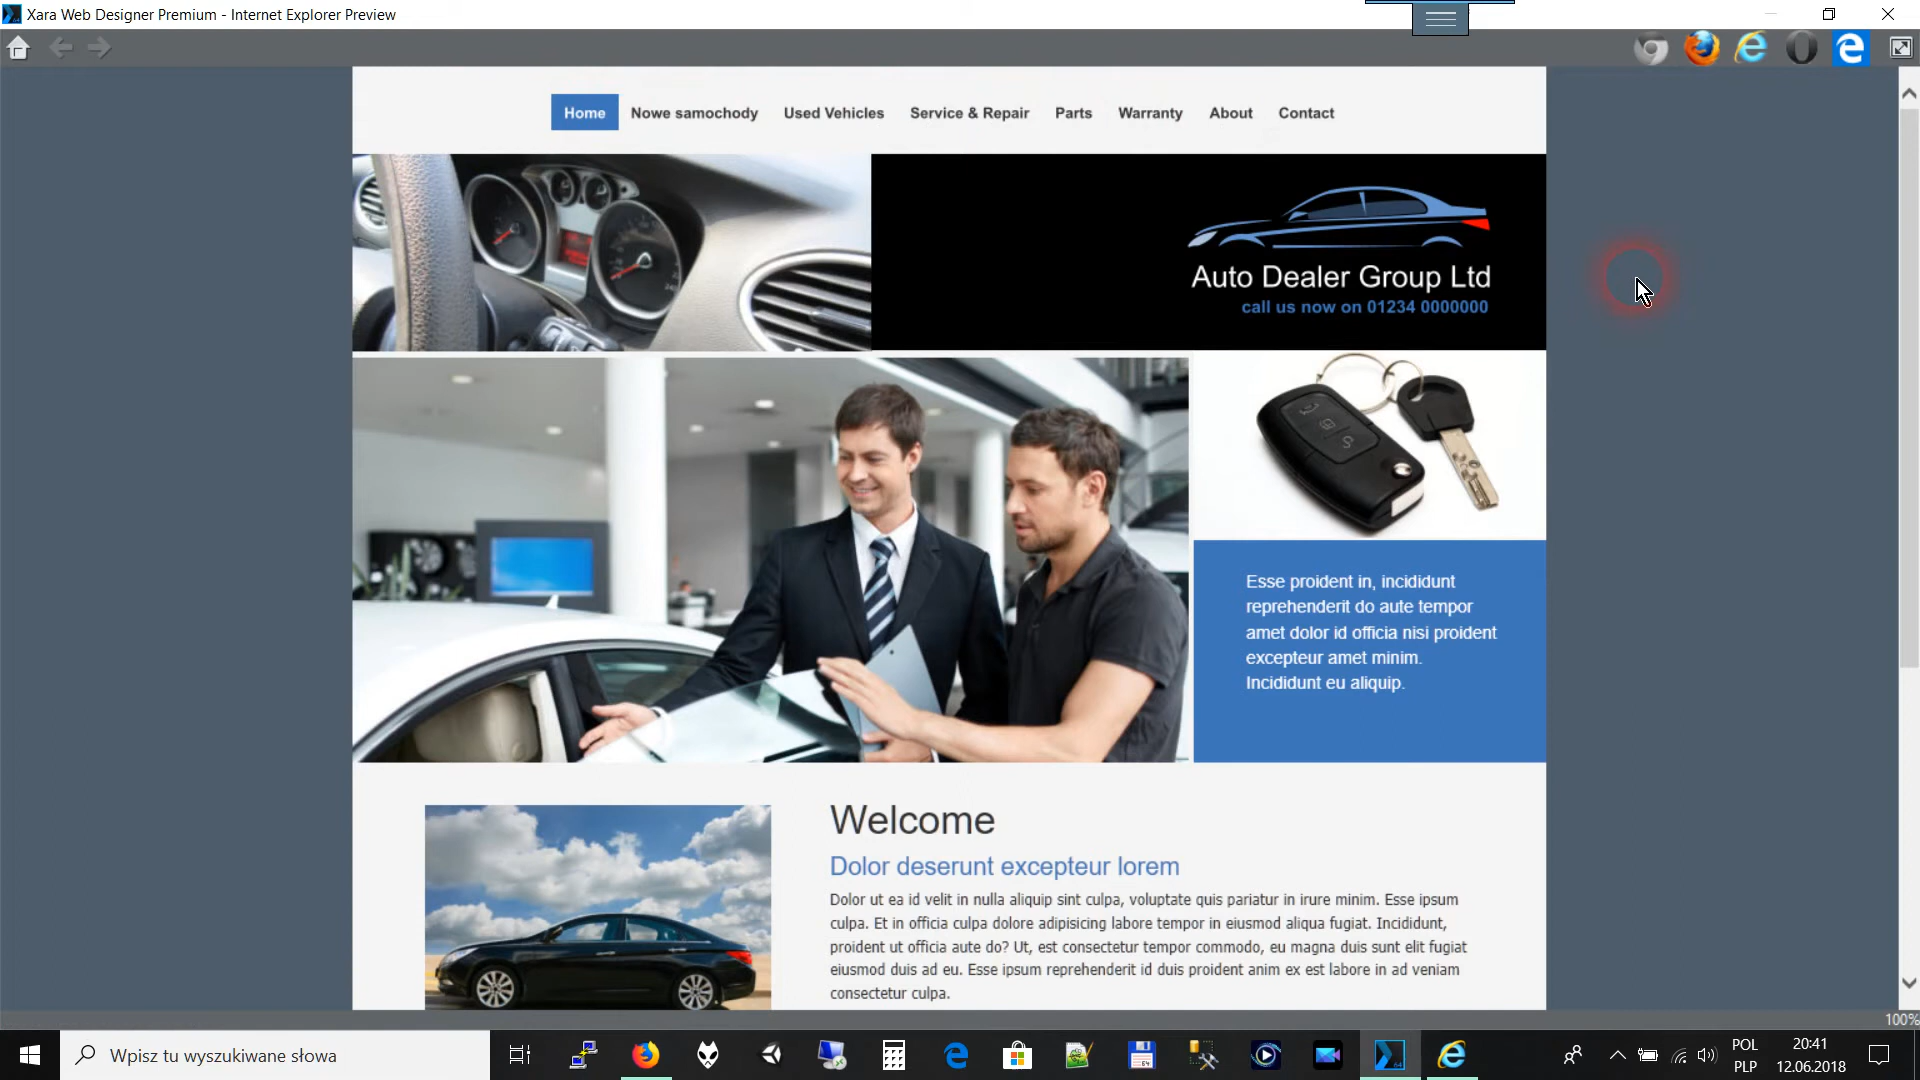 Xara Web Designer Premium - Internet Explorer Preview
Home Nowe samochody Used Vehicles Service & Repair Parts Warranty About Contact
Auto Dealer Group Ltd
call us now on 01234 0000000
Esse proident in, incididunt
reprehenderit do aute tempor
amet dolor id officia nisi proident
excepteur amet minim.
Incididunt eu aliquip.
Welcome
Dolor deserunt excepteur lorem
Dolor ut ea id velit in nulla aliquip sint culpa, voluptate quis pariatur in irure minim. Esse ipsum
culpa. Et in officia culpa dolore adipisicing labore tempor in eiusmod aliqua fugiat. Incididunt,
proident ut officia aute do? Ut, est consectetur tempor commodo, eu magna duis sunt elit fugiat
eiusmod duis ad eu. Esse ipsum reprehenderit id duis proident anim ex est labore in ad veniam
consectetur culpa.
100%
Wpisz tu wyszukiwane słowa
POL
PLP
20:41
12.06.2018